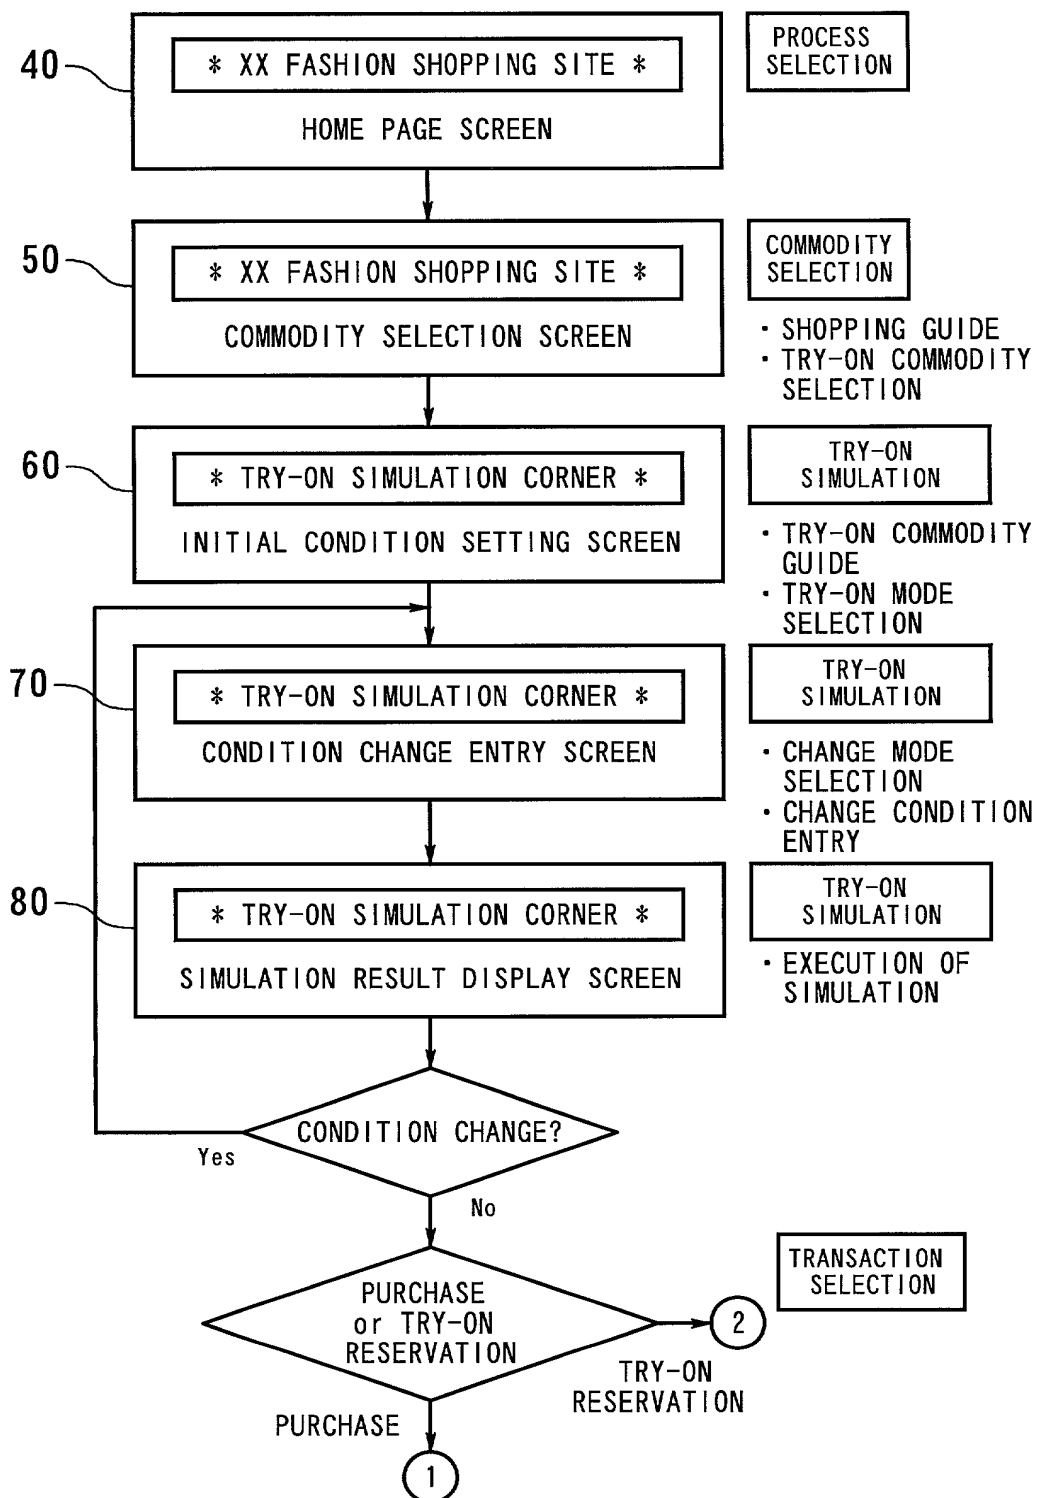 40
* XX FASHION SHOPPING SITE *
HOME PAGE SCREEN
PROCESS
SELECTION
50
* XX FASHION SHOPPING SITE *
COMMODITY SELECTION SCREEN
COMMODITY
SELECTION
・SHOPPING GUIDE
・TRY-ON COMMODITY
SELECTION
60
* TRY-ON SIMULATION CORNER *
INITIAL CONDITION SETTING SCREEN
TRY-ON
SIMULATION
・TRY-ON COMMODITY
GUIDE
・TRY-ON MODE
SELECTION
70
* TRY-ON SIMULATION CORNER *
CONDITION CHANGE ENTRY SCREEN
TRY-ON
SIMULATION
・CHANGE MODE
SELECTION
・CHANGE CONDITION
ENTRY
80
* TRY-ON SIMULATION CORNER *
SIMULATION RESULT DISPLAY SCREEN
TRY-ON
SIMULATION
・EXECUTION OF
SIMULATION
CONDITION CHANGE?
Yes
No
TRANSACTION
SELECTION
PURCHASE
or TRY-ON
RESERVATION
2
TRY-ON
RESERVATION
PURCHASE
1